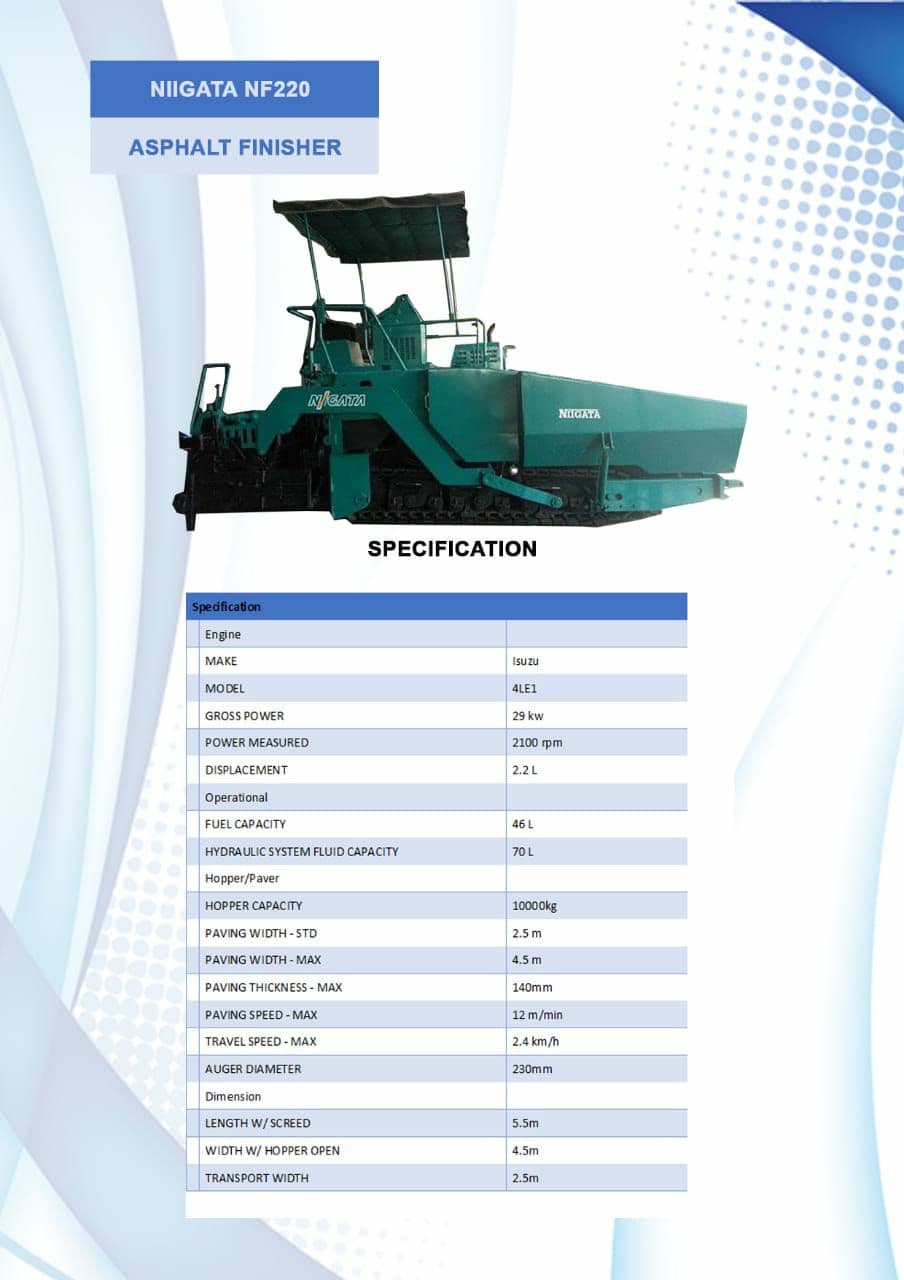 NIIGATA NF220
ASPHALT FINISHER
NIIGATA
NIIGATA
SPECIFICATION
Specification
Engine
MAKE Isuzu
MODEL 4LE1
GROSS POWER 29 kw
POWER MEASURED 2100 rpm
DISPLACEMENT 2.2 L
Operational
FUEL CAPACITY 46 L
HYDRAULIC SYSTEM FLUID CAPACITY 70 L
Hopper/Paver
HOPPER CAPACITY 10000kg
PAVING WIDTH - STD 2.5 m
PAVING WIDTH - MAX 4.5 m
PAVING THICKNESS - MAX 140mm
PAVING SPEED - MAX 12 m/min
TRAVEL SPEED - MAX 2.4 km/h
AUGER DIAMETER 230mm
Dimension
LENGTH W/ SCREED 5.5m
WIDTH W/ HOPPER OPEN 4.5m
TRANSPORT WIDTH 2.5m